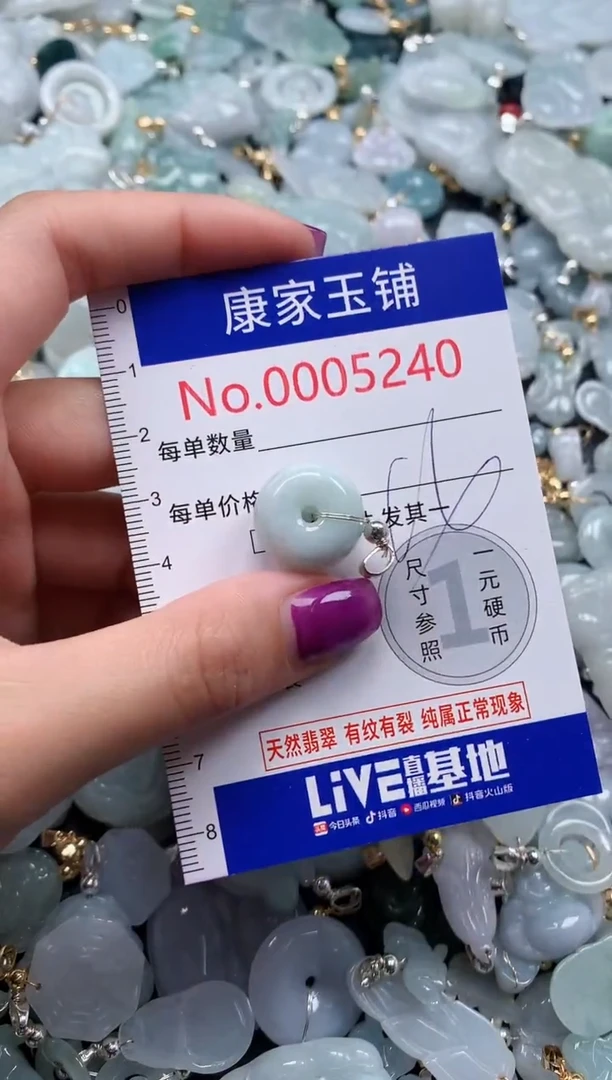 康家玉铺
No.0005240
0
1
2
3
4
7
8
每单数量
每单价格
发其一
1
一元硬币
尺寸参照
天然翡翠 有纹有裂 纯属正常现象
LiVE直播基地
今日头条 抖音 西瓜视频 抖音火山版